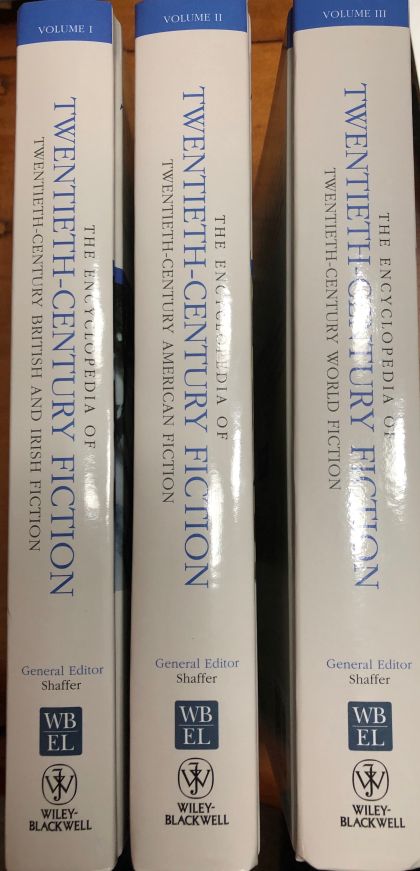 VOLUME I
THE ENCYCLOPEDIA OF
TWENTIETH-CENTURY FICTION
TWENTIETH-CENTURY BRITISH AND IRISH FICTION
General Editor
Shaffer
WB
EL
WILEY-
BLACKWELL
VOLUME II
THE ENCYCLOPEDIA OF
TWENTIETH-CENTURY FICTION
TWENTIETH-CENTURY AMERICAN FICTION
General Editor
Shaffer
WB
EL
WILEY-
BLACKWELL
VOLUME III
THE ENCYCLOPEDIA OF
TWENTIETH-CENTURY FICTION
TWENTIETH-CENTURY WORLD FICTION
General Editor
Shaffer
WB
EL
WILEY-
BLACKWELL